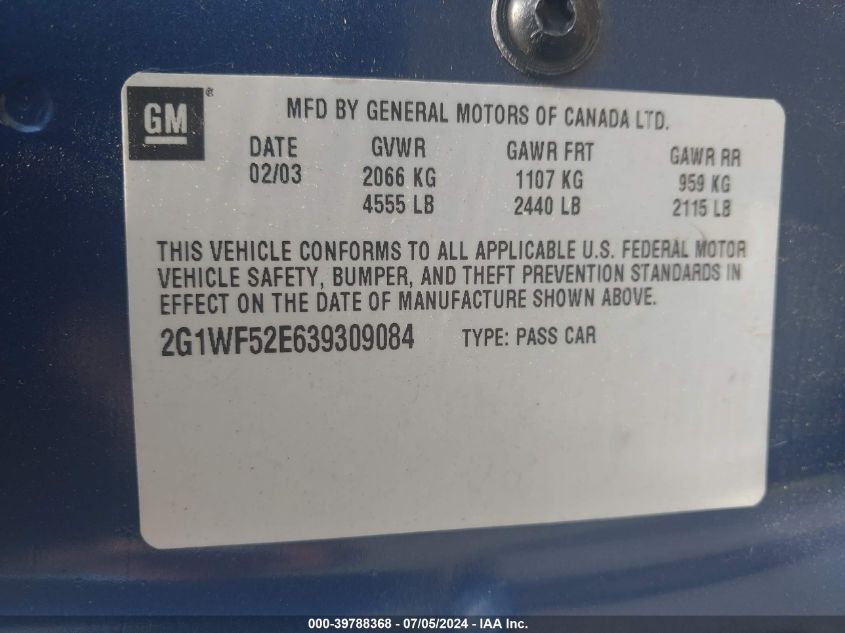 GM®
MFD BY GENERAL MOTORS OF CANADA LTD.
DATE GVWR GAWR FRT GAWR RR
02/03 2066 KG 1107 KG 959 KG
4555 LB 2440 LB 2115 LB
THIS VEHICLE CONFORMS TO ALL APPLICABLE U.S. FEDERAL MOTOR
VEHICLE SAFETY, BUMPER, AND THEFT PREVENTION STANDARDS IN
EFFECT ON THE DATE OF MANUFACTURE SHOWN ABOVE.
2G1WF52E639309084 TYPE: PASS CAR
000-39788368 - 07/05/2024 - IAA Inc.